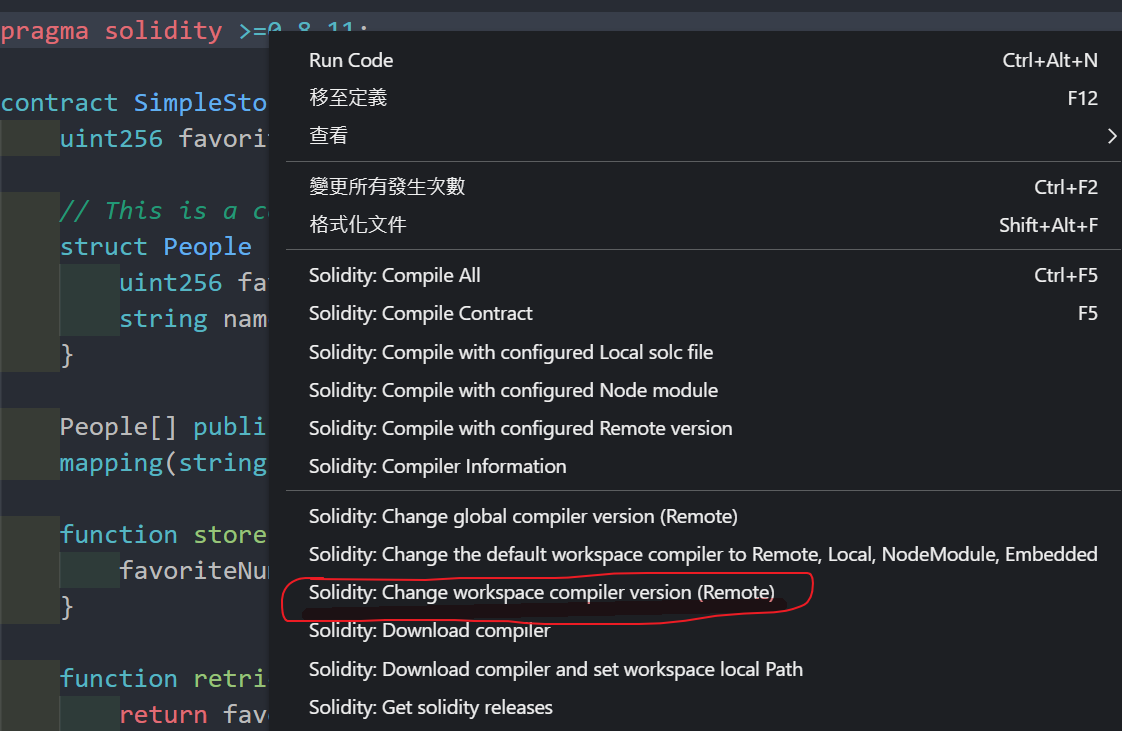 pragma solidity >=0.8.11;
contract SimpleSto
uint256 favorit
// This is a c
struct People
uint256 fa
string nam
}
People[] publi
mapping(string
function store
favoriteNu
}
function retri
return fav
Run Code Ctrl+Alt+N
移至定義 F12
查看
變更所有發生次數 Ctrl+F2
格式化文件 Shift+Alt+F
Solidity: Compile All Ctrl+F5
Solidity: Compile Contract F5
Solidity: Compile with configured Local solc file
Solidity: Compile with configured Node module
Solidity: Compile with configured Remote version
Solidity: Compiler Information
Solidity: Change global compiler version (Remote)
Solidity: Change the default workspace compiler to Remote, Local, NodeModule, Embedded
Solidity: Change workspace compiler version (Remote)
Solidity: Download compiler
Solidity: Download compiler and set workspace local Path
Solidity: Get solidity releases